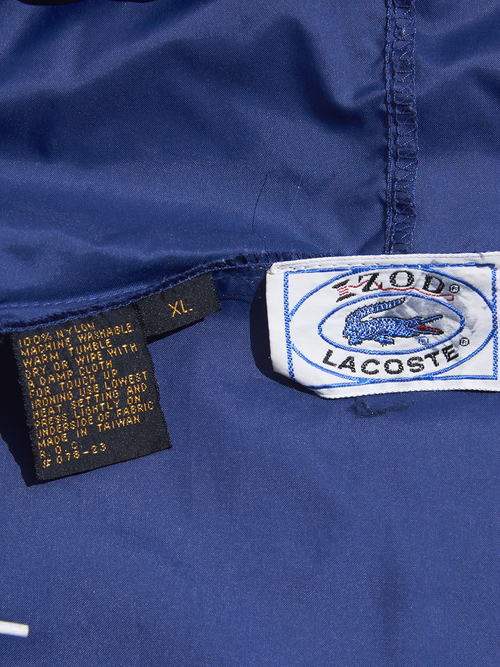 100% NYLON
MACHINE WASHABLE
WARM TUMBLE
DRY OR WIPE WITH
A DAMP CLOTH
FOR TOUCH UP
IRONING USE LOWEST
HEAT SETTING AND
PRESS LIGHTLY ON
UNDERSIDE OF FABRIC
MADE IN TAIWAN
R.O.C.
# 078-23
XL
IZOD®
LACOSTE®